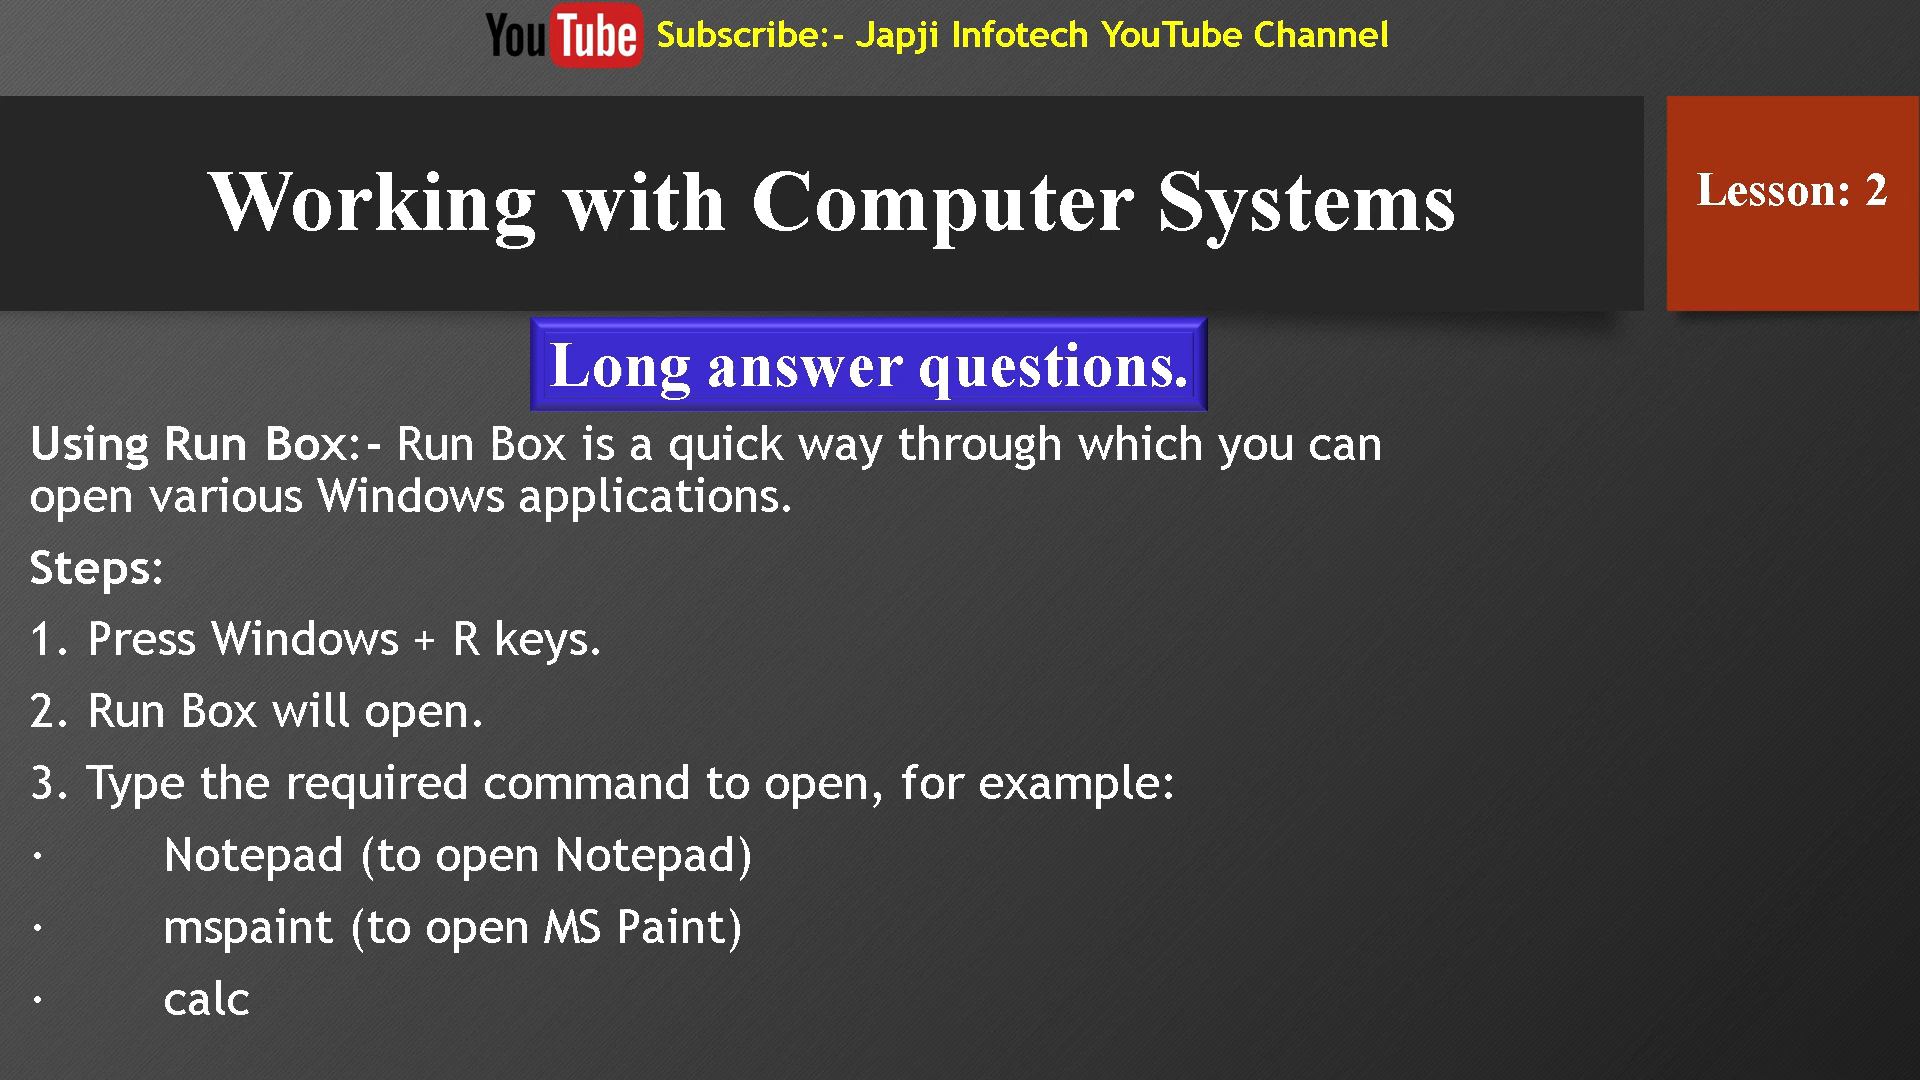 YouTube Subscribe:- Japji Infotech YouTube Channel
Working with Computer Systems
Lesson: 2
Long answer questions.
Using Run Box:- Run Box is a quick way through which you can
open various Windows applications.
Steps:
1. Press Windows + R keys.
2. Run Box will open.
3. Type the required command to open, for example:
· Notepad (to open Notepad)
· mspaint (to open MS Paint)
· calc